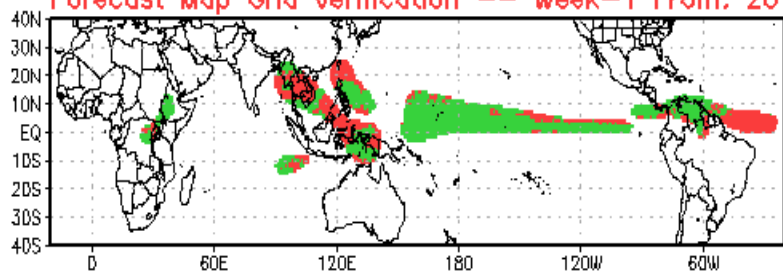 Forecast Map Grid Verification -- Week-1 From: 20
40N
30N
20N
10N
EQ
10S
20S
30S
40S
0 60E 120E 180 120W 60W